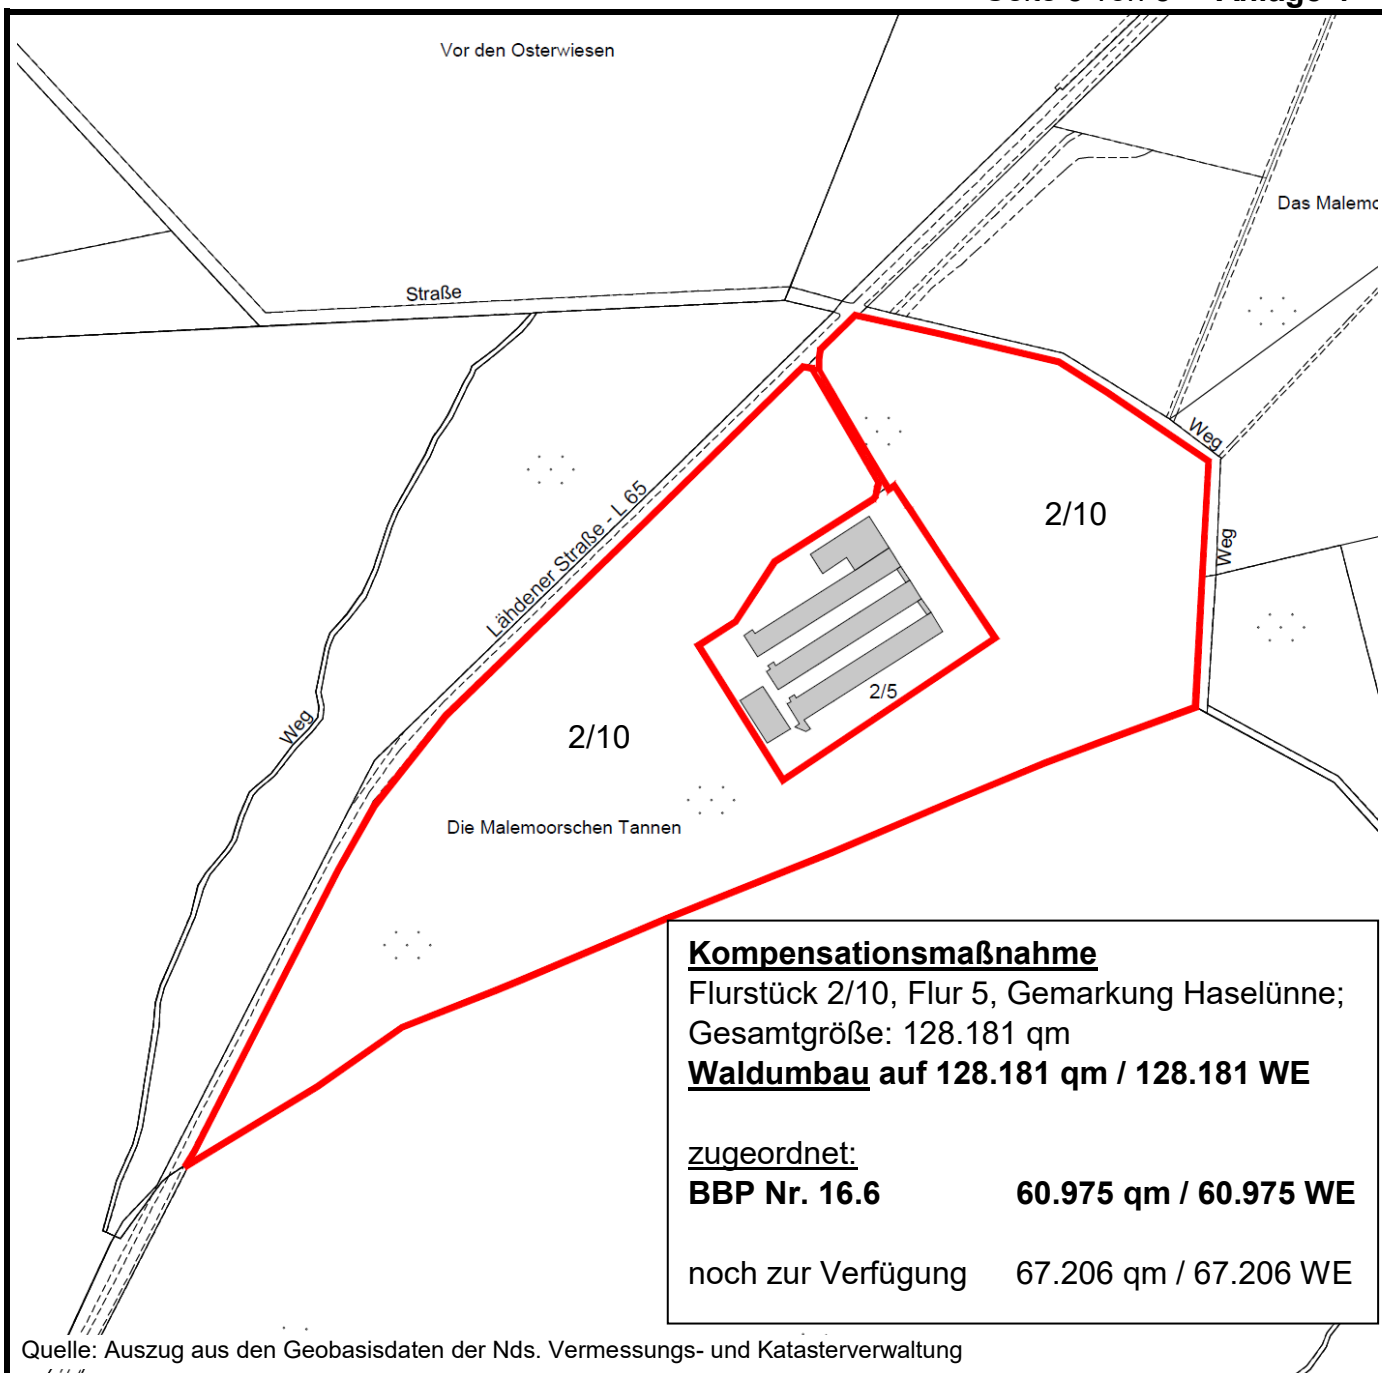 Vor den Osterwiesen
Das Malemo
Straße
Weg
Weg
Lähdener Straße - L 65
2/10
2/5
Weg
2/10
Die Malemoorschen Tannen
Kompensationsmaßnahme
Flurstück 2/10, Flur 5, Gemarkung Haselünne;
Gesamtgröße: 128.181 qm
Waldumbau auf 128.181 qm / 128.181 WE
zugeordnet:
BBP Nr. 16.6 60.975 qm / 60.975 WE
noch zur Verfügung 67.206 qm / 67.206 WE
Quelle: Auszug aus den Geobasisdaten der Nds. Vermessungs- und Katasterverwaltung